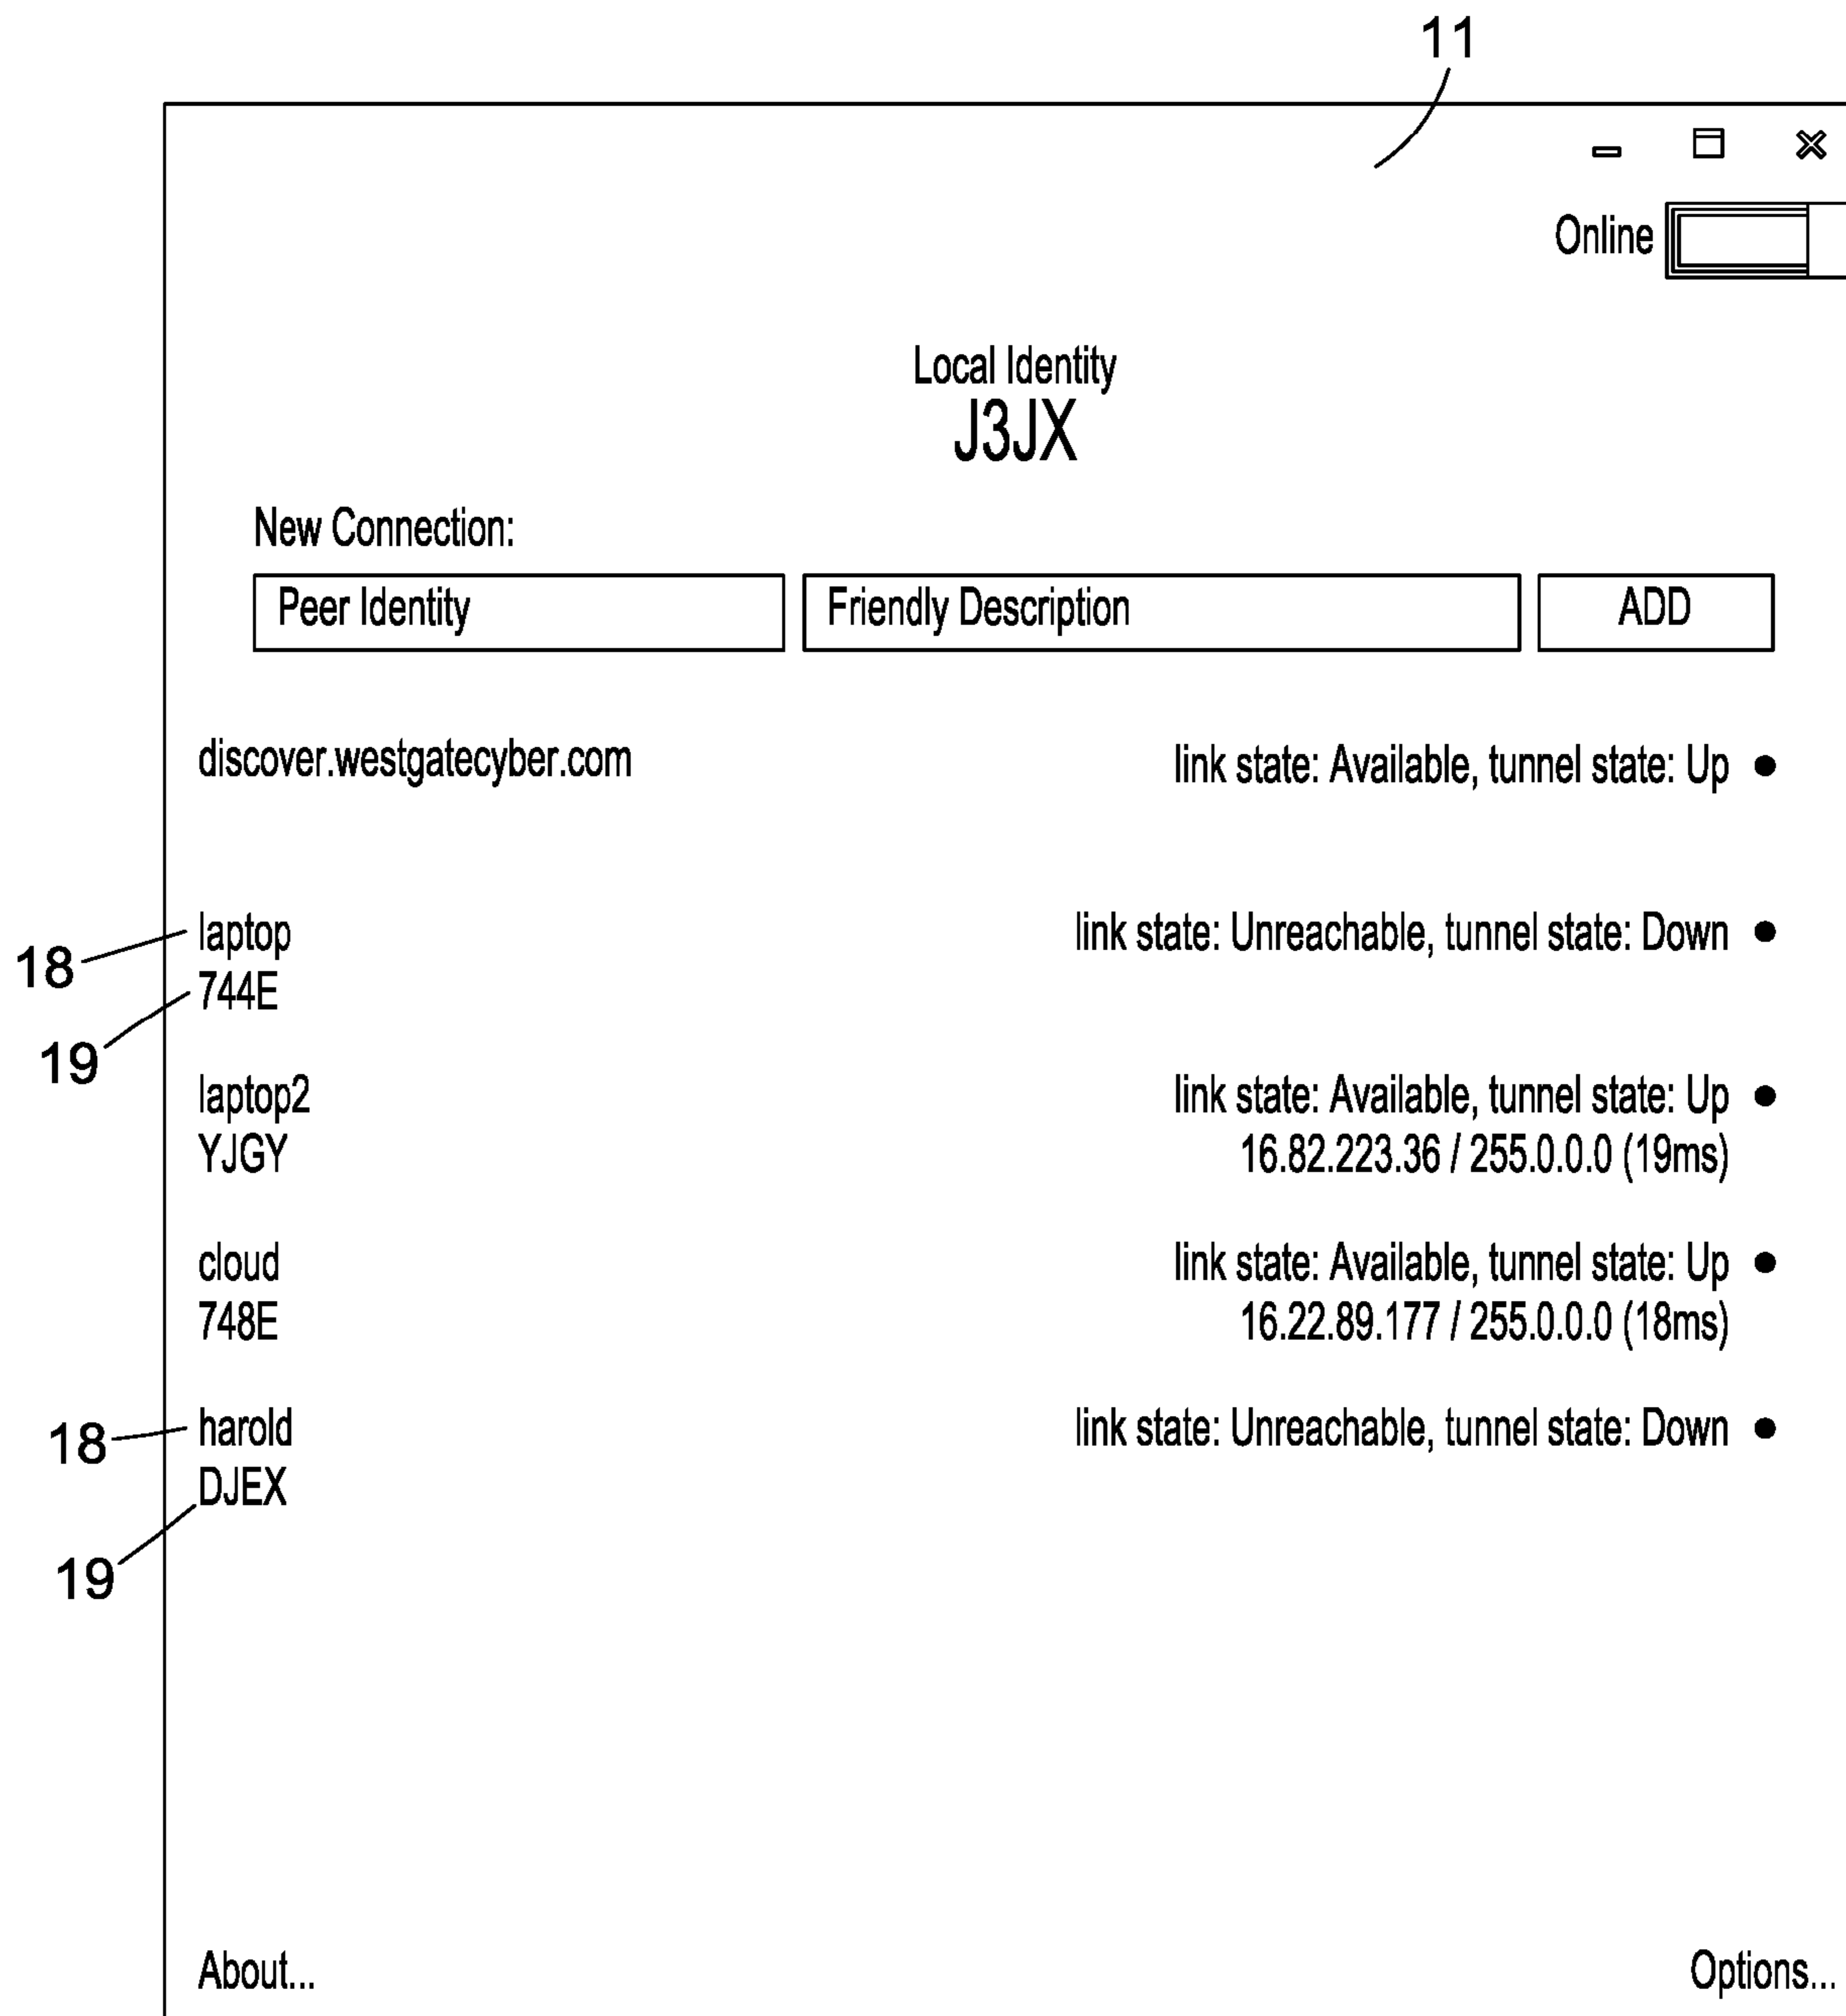 11
Online
Local Identity
J3JX
New Connection:
Peer Identity Friendly Description ADD
discover.westgatecyber.com link state: Available, tunnel state: Up
18 laptop link state: Unreachable, tunnel state: Down
19 744E
laptop2 link state: Available, tunnel state: Up
YJGY 16.82.223.36 / 255.0.0.0 (19ms)
cloud link state: Available, tunnel state: Up
748E 16.22.89.177 / 255.0.0.0 (18ms)
18 harold link state: Unreachable, tunnel state: Down
19 DJEX
About... Options...